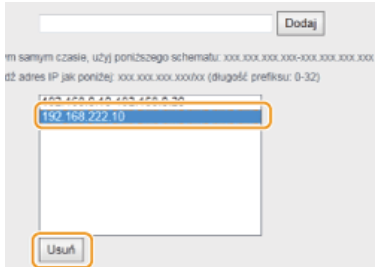 Dodaj
ym samym czasie, użyj poniższego schematu: xxx.xxx.xxx.xxx-xxx.xxx.xxx.xxx
dź adres IP jak poniżej: xxx.xxx.xxx.xxx/xx (długość prefiksu: 0-32)
192.168.222.10
Usuń